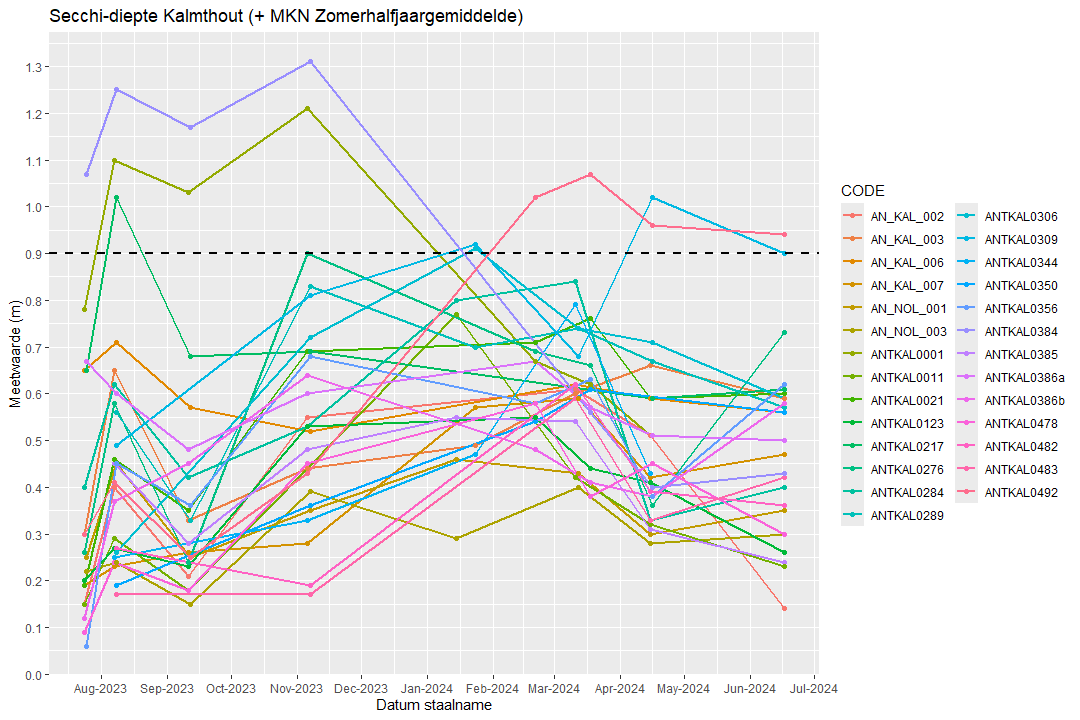 Secchi-diepte Kalmthout (+ MKN Zomerhalfjaargemiddelde)
Meetwaarde (m)
1.3
1.2
1.1
1.0
0.9
0.8
0.7
0.6
0.5
0.4
0.3
0.2
0.1
0.0
Aug-2023 Sep-2023 Oct-2023 Nov-2023 Dec-2023 Jan-2024 Feb-2024 Mar-2024 Apr-2024 May-2024 Jun-2024 Jul-2024
Datum staalname
CODE
AN_KAL_002
AN_KAL_003
AN_KAL_006
AN_KAL_007
AN_NOL_001
AN_NOL_003
ANTKAL0001
ANTKAL0011
ANTKAL0021
ANTKAL0123
ANTKAL0217
ANTKAL0276
ANTKAL0284
ANTKAL0289
ANTKAL0306
ANTKAL0309
ANTKAL0344
ANTKAL0350
ANTKAL0356
ANTKAL0384
ANTKAL0385
ANTKAL0386a
ANTKAL0386b
ANTKAL0478
ANTKAL0482
ANTKAL0483
ANTKAL0492